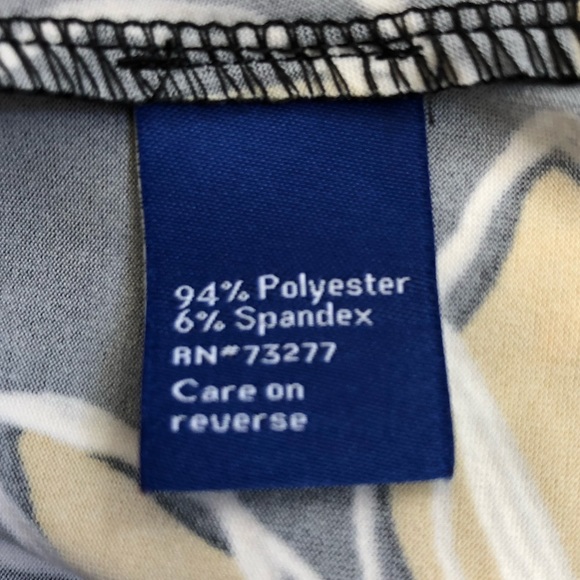 94% Polyester
6% Spandex
RN#73277
Care on
reverse